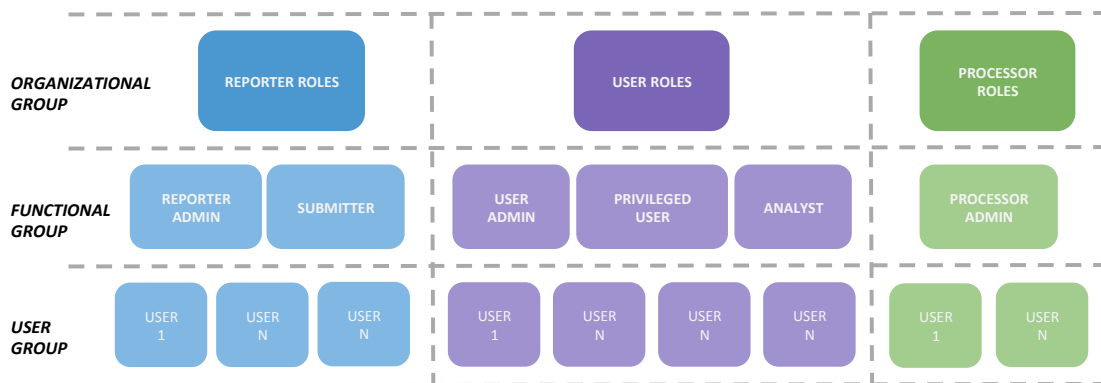 ORGANIZATIONAL
GROUP
REPORTER ROLES
USER ROLES
PROCESSOR
ROLES
FUNCTIONAL
GROUP
REPORTER
ADMIN
SUBMITTER
USER
ADMIN
PRIVILEGED
USER
ANALYST
PROCESSOR
ADMIN
USER
GROUP
USER
1
USER
N
USER
N
USER
1
USER
N
USER
N
USER
N
USER
1
USER
N